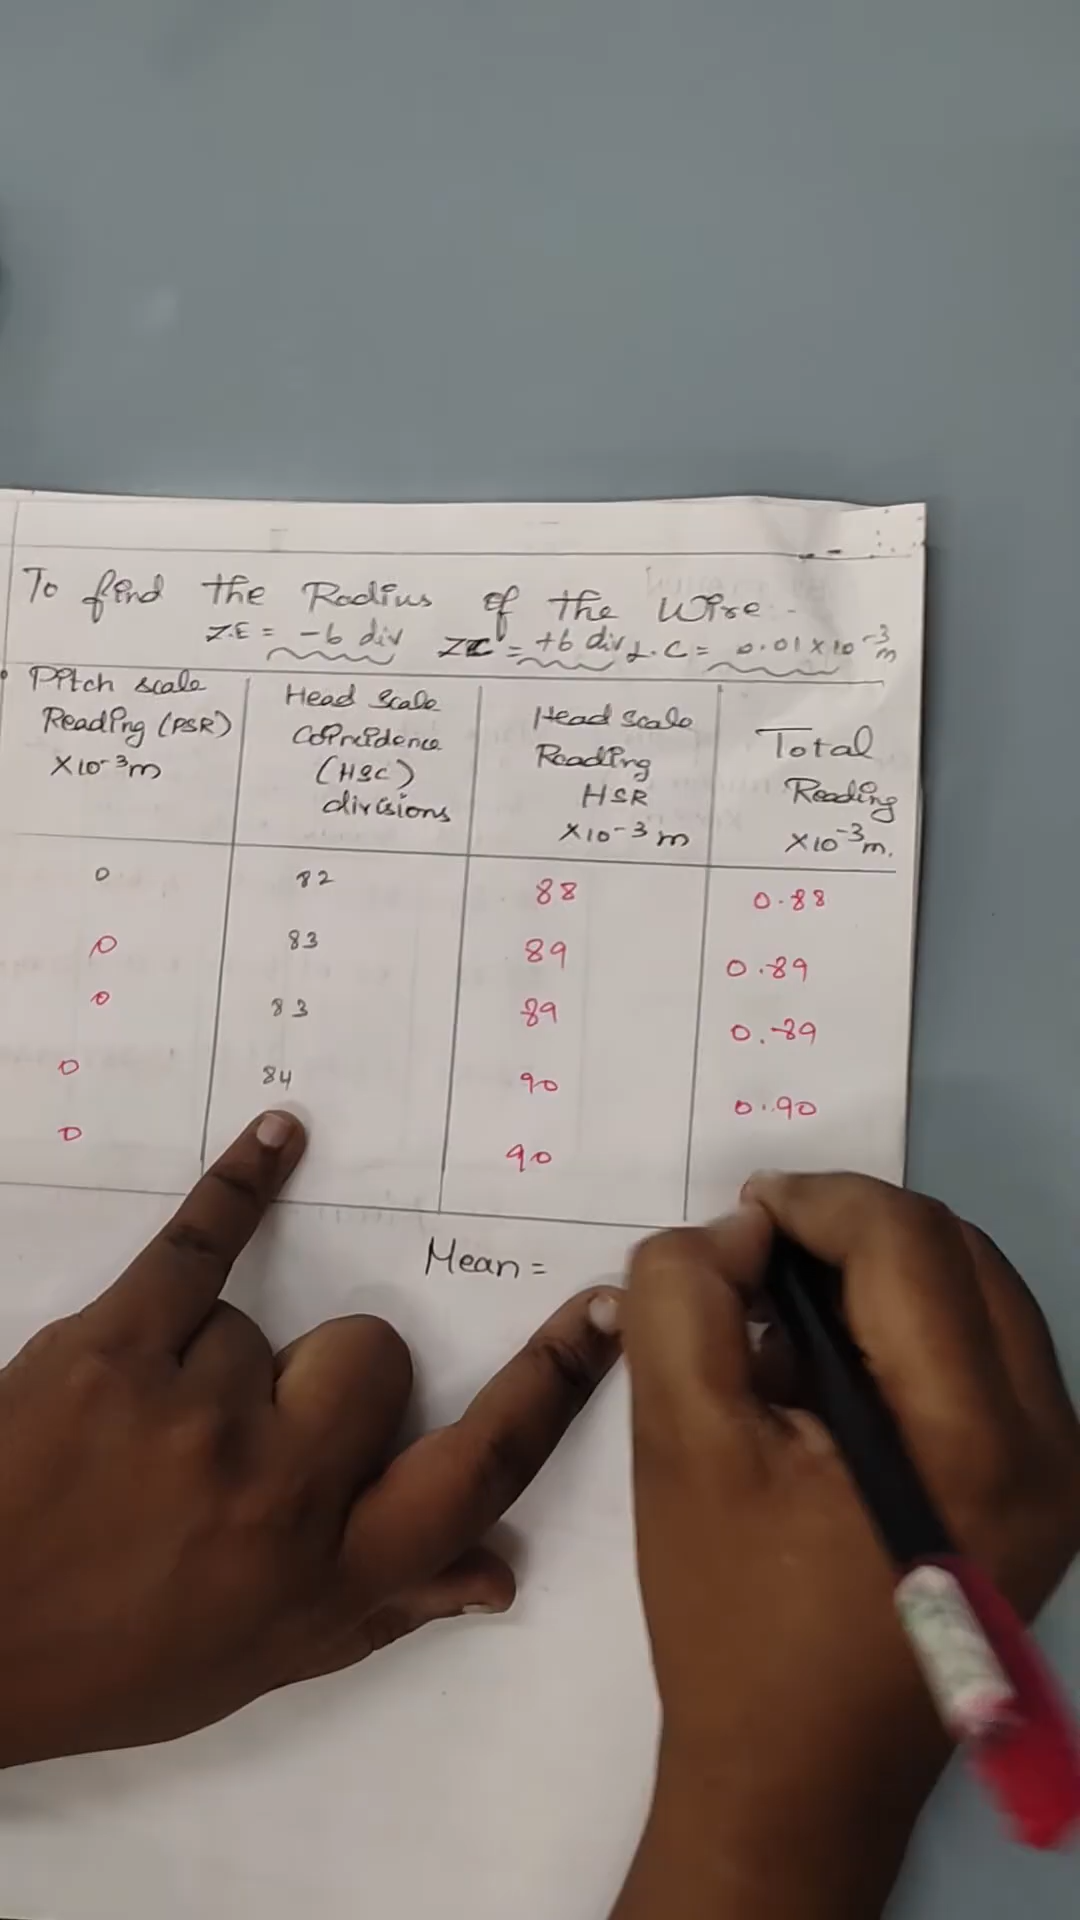 To find the Radius of the Wire
Z.E = -6 div ZC = +6 div L.C = 0.01 x 10-3 m
Pitch scale Reading (PSR) x10-3m
Head Scale Coincidence (HSC) divisions
Head Scale Reading HSR x10-3 m
Total Reading x10-3 m.
0 82 88 0.88
0 83 89 0.89
0 83 89 0.89
0 84 90 0.90
0 90
Mean =